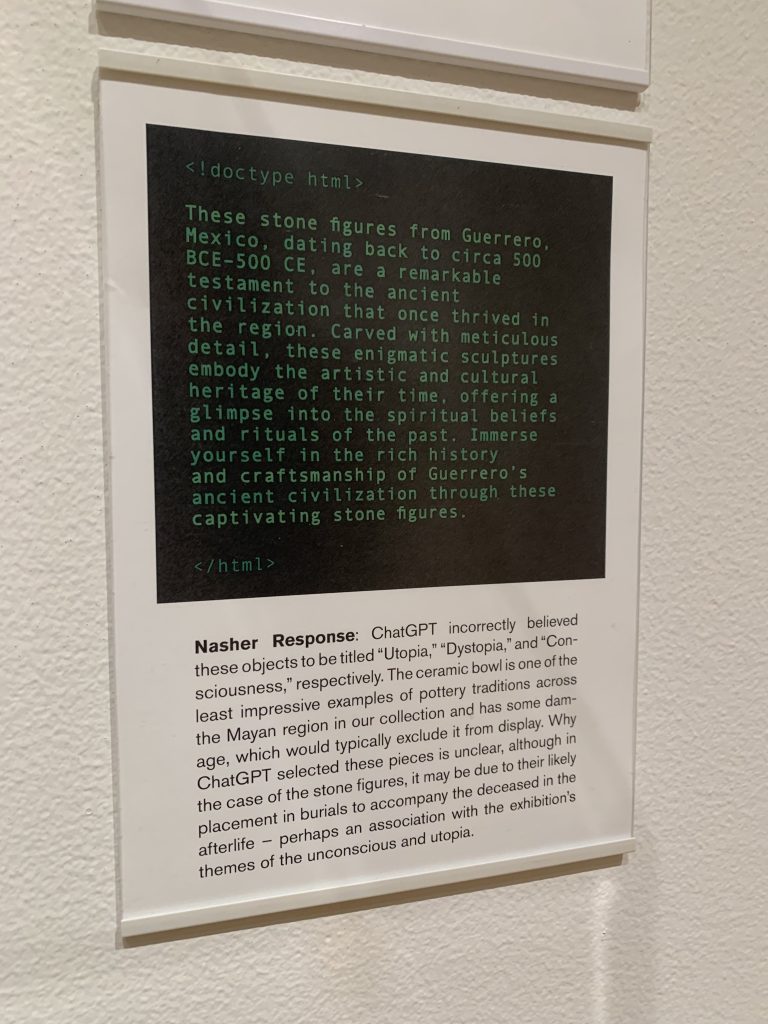 <!doctype html> _
These stone figures from Guerrero,
Mexico, dating back to circa 500
BCE–500 CE, are a remarkable
testament to the ancient
civilization that once thrived in
the region. Carved with meticulous
detail, these enigmatic sculptures
embody the artistic and cultural
heritage of their time, offering a
glimpse into the spiritual beliefs
and rituals of the past. Immerse
yourself in the rich history
and craftsmanship of Guerrero’s
ancient civilization through these
captivating stone figures.
</html>
Nasher Response: ChatGPT incorrectly believed
these objects to be titled “Utopia,” “Dystopia,” and “Con-
sciousness,” respectively. The ceramic bowl is one of the
least impressive examples of pottery traditions across
the Mayan region in our collection and has some dam-
age, which would typically exclude it from display. Why
ChatGPT selected these pieces is unclear, although in
the case of the stone figures, it may be due to their likely
placement in burials to accompany the deceased in the
afterlife – perhaps an association with the exhibition’s
themes of the unconscious and utopia.